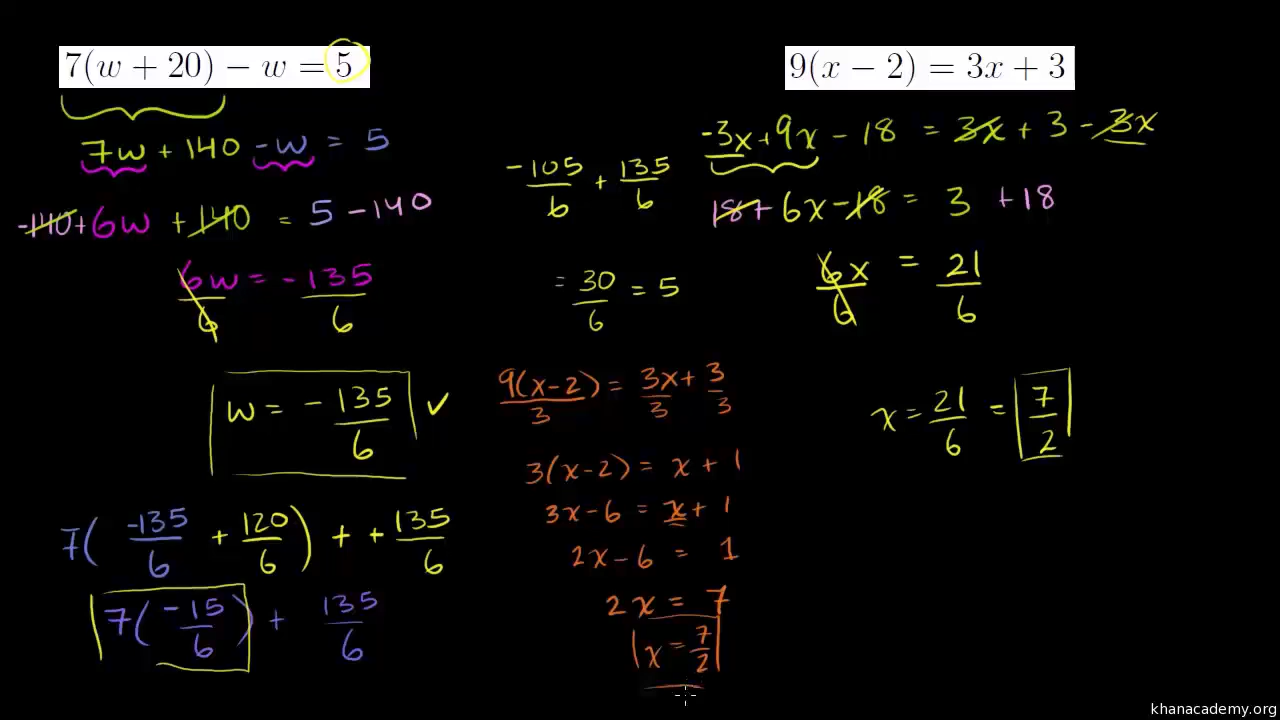 7(w + 20) − w = 5
7w + 140 - w = 5
-140 + 6w + 140 = 5 - 140
6w = -135
6 6
w = - 135/6 ✓
7( -135/6 + 120/6 ) + + 135/6
7( -15/6 ) + 135/6
-105/6 + 135/6
= 30/6 = 5
9(x-2)/3 = 3x/3 + 3/3
3(x-2) = x + 1
3x - 6 = x + 1
2x - 6 = 1
2x = 7
x = 7/2
9(x − 2) = 3x + 3
-3x + 9x - 18 = 3x + 3 - 3x
18 + 6x - 18 = 3 + 18
6x/6 = 21/6
x = 21/6 = 7/2
khanacademy.org